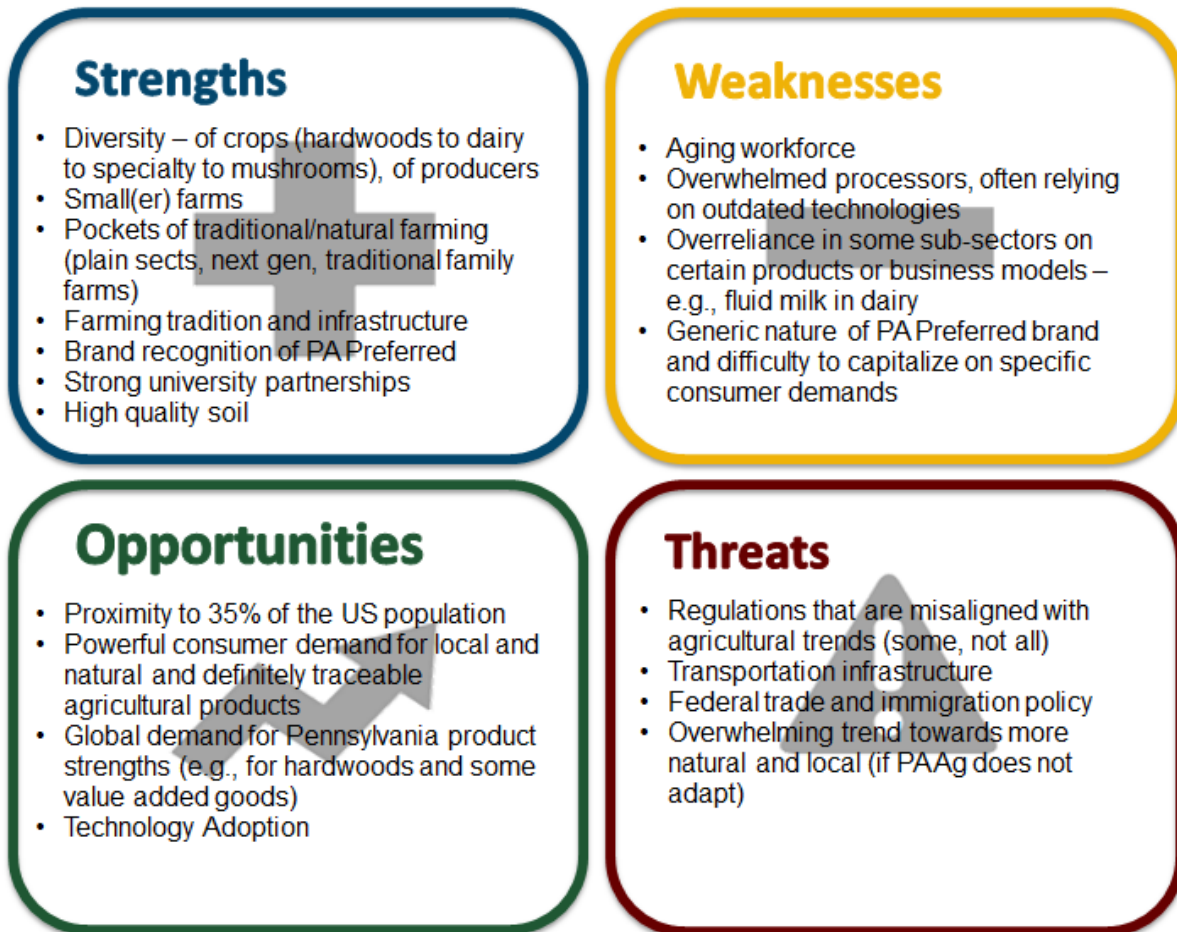 Strengths
• Diversity – of crops (hardwoods to dairy
to specialty to mushrooms), of producers
• Small(er) farms
• Pockets of traditional/natural farming
(plain sects, next gen, traditional family
farms)
• Farming tradition and infrastructure
• Brand recognition of PA Preferred
• Strong university partnerships
• High quality soil
Weaknesses
• Aging workforce
• Overwhelmed processors, often relying
on outdated technologies
• Overreliance in some sub-sectors on
certain products or business models –
e.g., fluid milk in dairy
• Generic nature of PA Preferred brand
and difficulty to capitalize on specific
consumer demands
Opportunities
• Proximity to 35% of the US population
• Powerful consumer demand for local and
natural and definitely traceable
agricultural products
• Global demand for Pennsylvania product
strengths (e.g., for hardwoods and some
value added goods)
• Technology Adoption
Threats
• Regulations that are misaligned with
agricultural trends (some, not all)
• Transportation infrastructure
• Federal trade and immigration policy
• Overwhelming trend towards more
natural and local (if PA Ag does not
adapt)